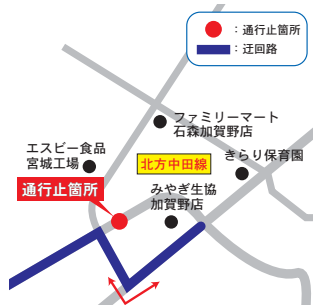 ：通行止箇所
：迂回路
ファミリーマート
石森加賀野店
エスビー食品
宮城工場
北方中田線
きらり保育園
通行止箇所
みやぎ生協
加賀野店